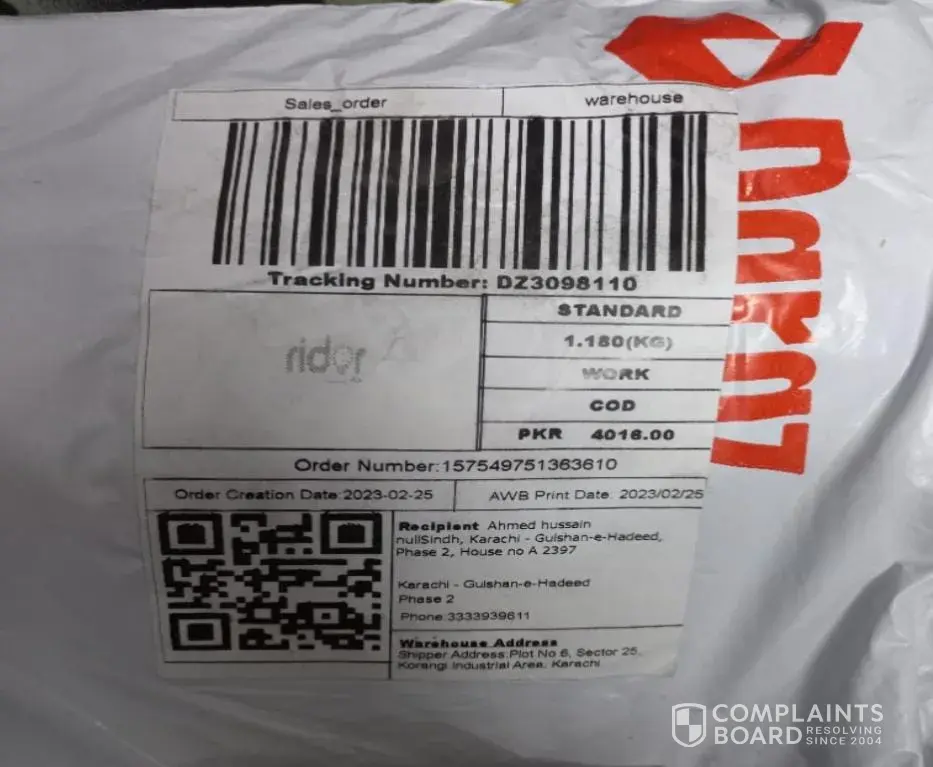 Sales_order
warehouse
Tracking Number: DZ3098110
STANDARD
1.180(KG)
WORK
COD
PKR 4016.00
rider
Order Number:157549751363610
Order Creation Date:2023-02-25
AWB Print Date: 2023/02/25
Recipient Ahmed hussain
nullSindh, Karachi - Gulshan-e-Hadeed,
Phase 2, House no A 2397
Karachi - Gulshan-e-Hadeed
Phase 2
Phone:3333939611
Warehouse Address
Shipper Address:Plot No 6, Sector 25,
Korangi Industrial Area, Karachi
daraz
COMPLAINTS
BOARD RESOLVING
SINCE 2004